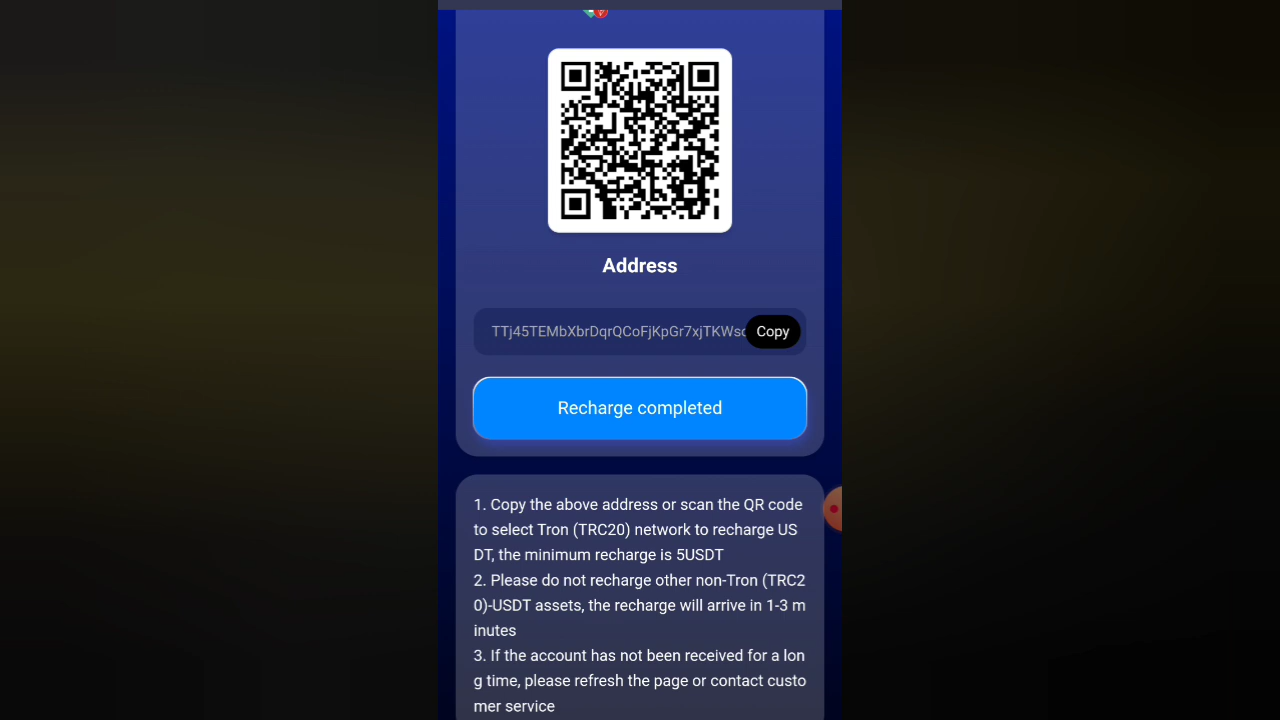 Address
TTj45TEMbXbrDqrQCoFjKpGr7xjTKWsc
Copy
Recharge completed
1. Copy the above address or scan the QR code
to select Tron (TRC20) network to recharge US
DT, the minimum recharge is 5USDT
2. Please do not recharge other non-Tron (TRC2
0)-USDT assets, the recharge will arrive in 1-3 m
inutes
3. If the account has not been received for a lon
g time, please refresh the page or contact custo
mer service